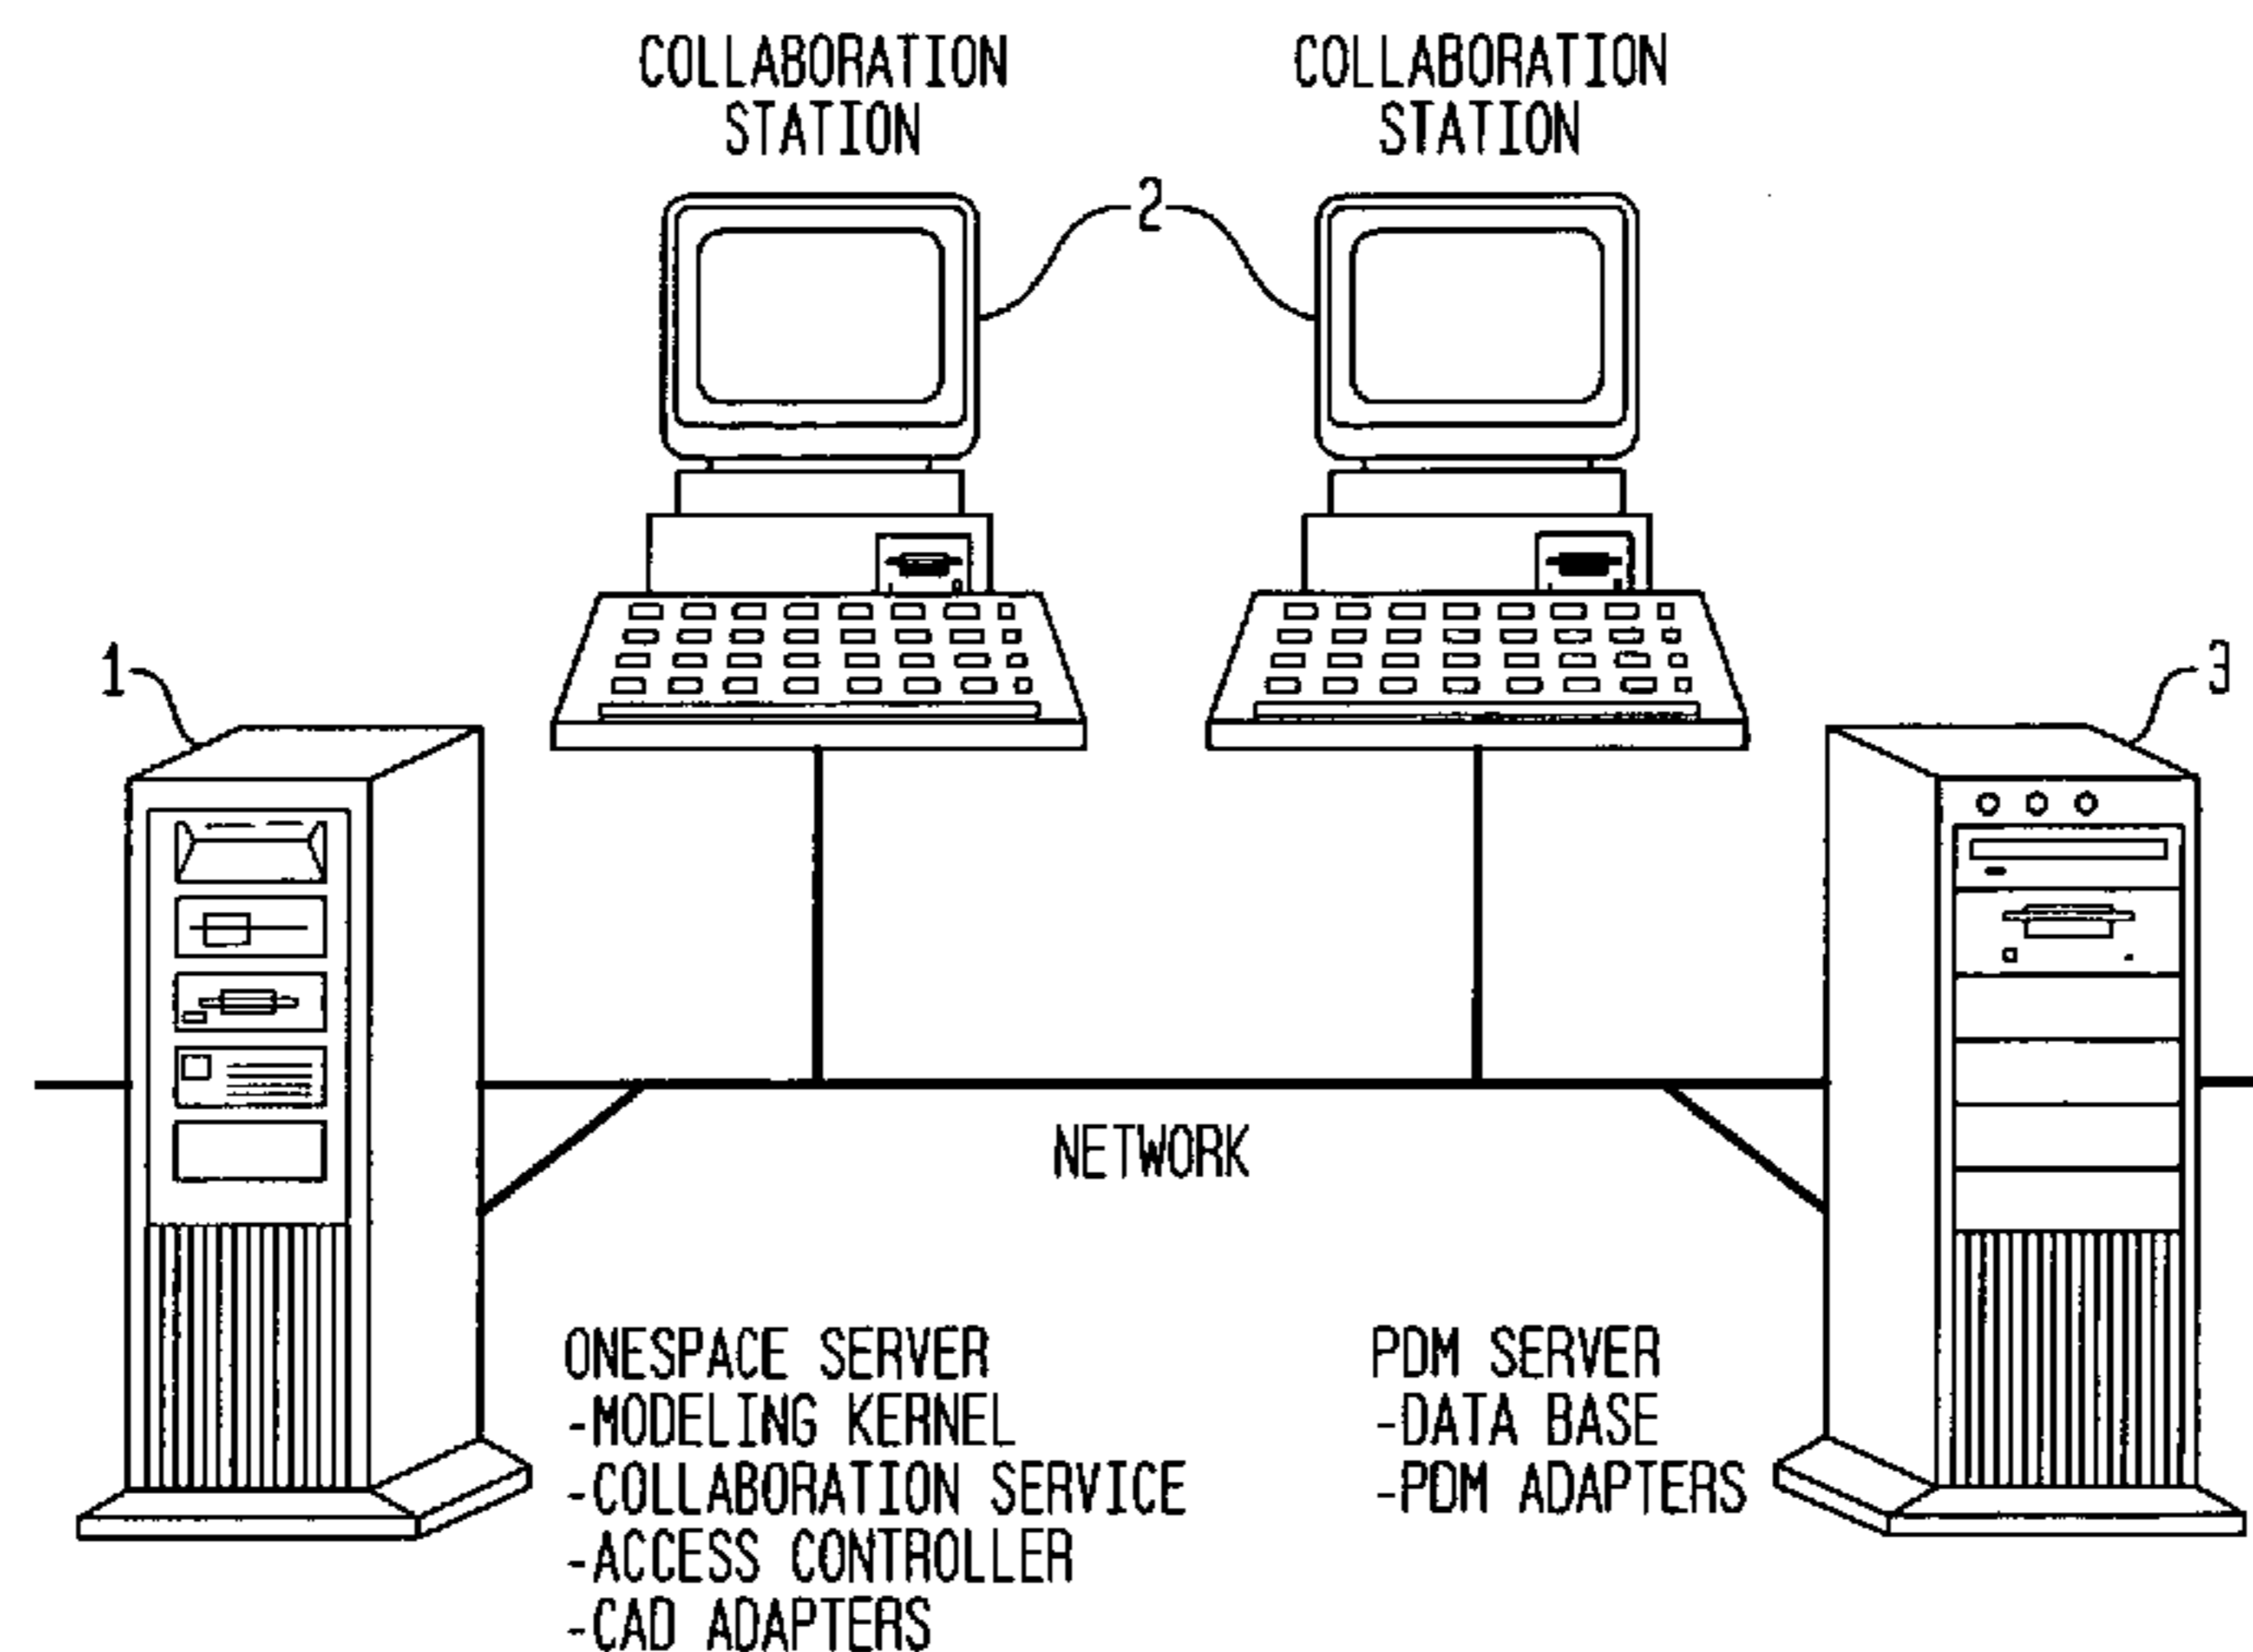 COLLABORATION
STATION
COLLABORATION
STATION
2
1
3
NETWORK
ONESPACE SERVER
-MODELING KERNEL
-COLLABORATION SERVICE
-ACCESS CONTROLLER
-CAD ADAPTERS
PDM SERVER
-DATA BASE
-PDM ADAPTERS